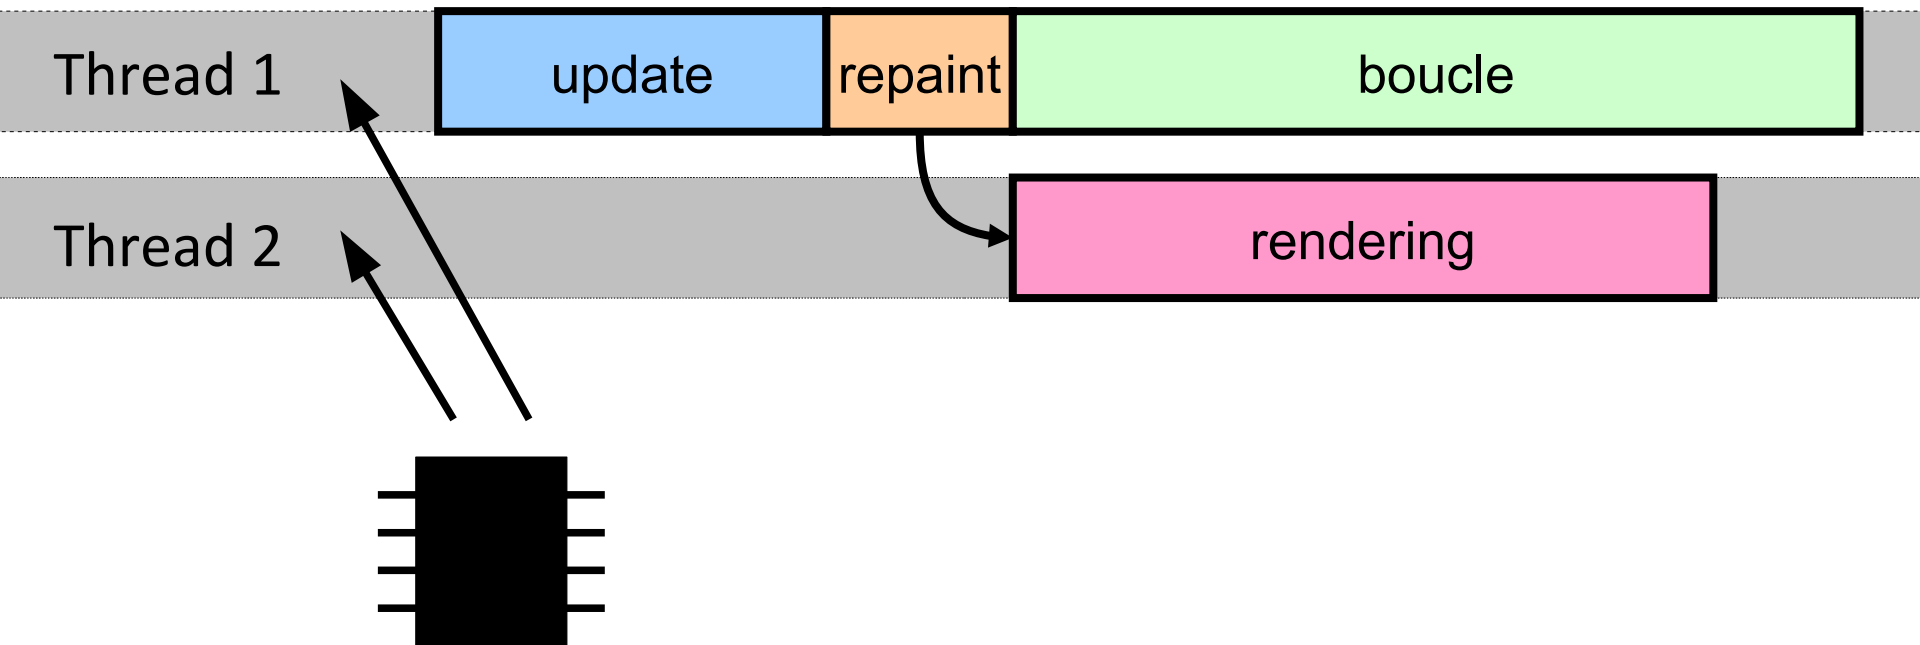 Thread 1
update
repaint
boucle
Thread 2
rendering